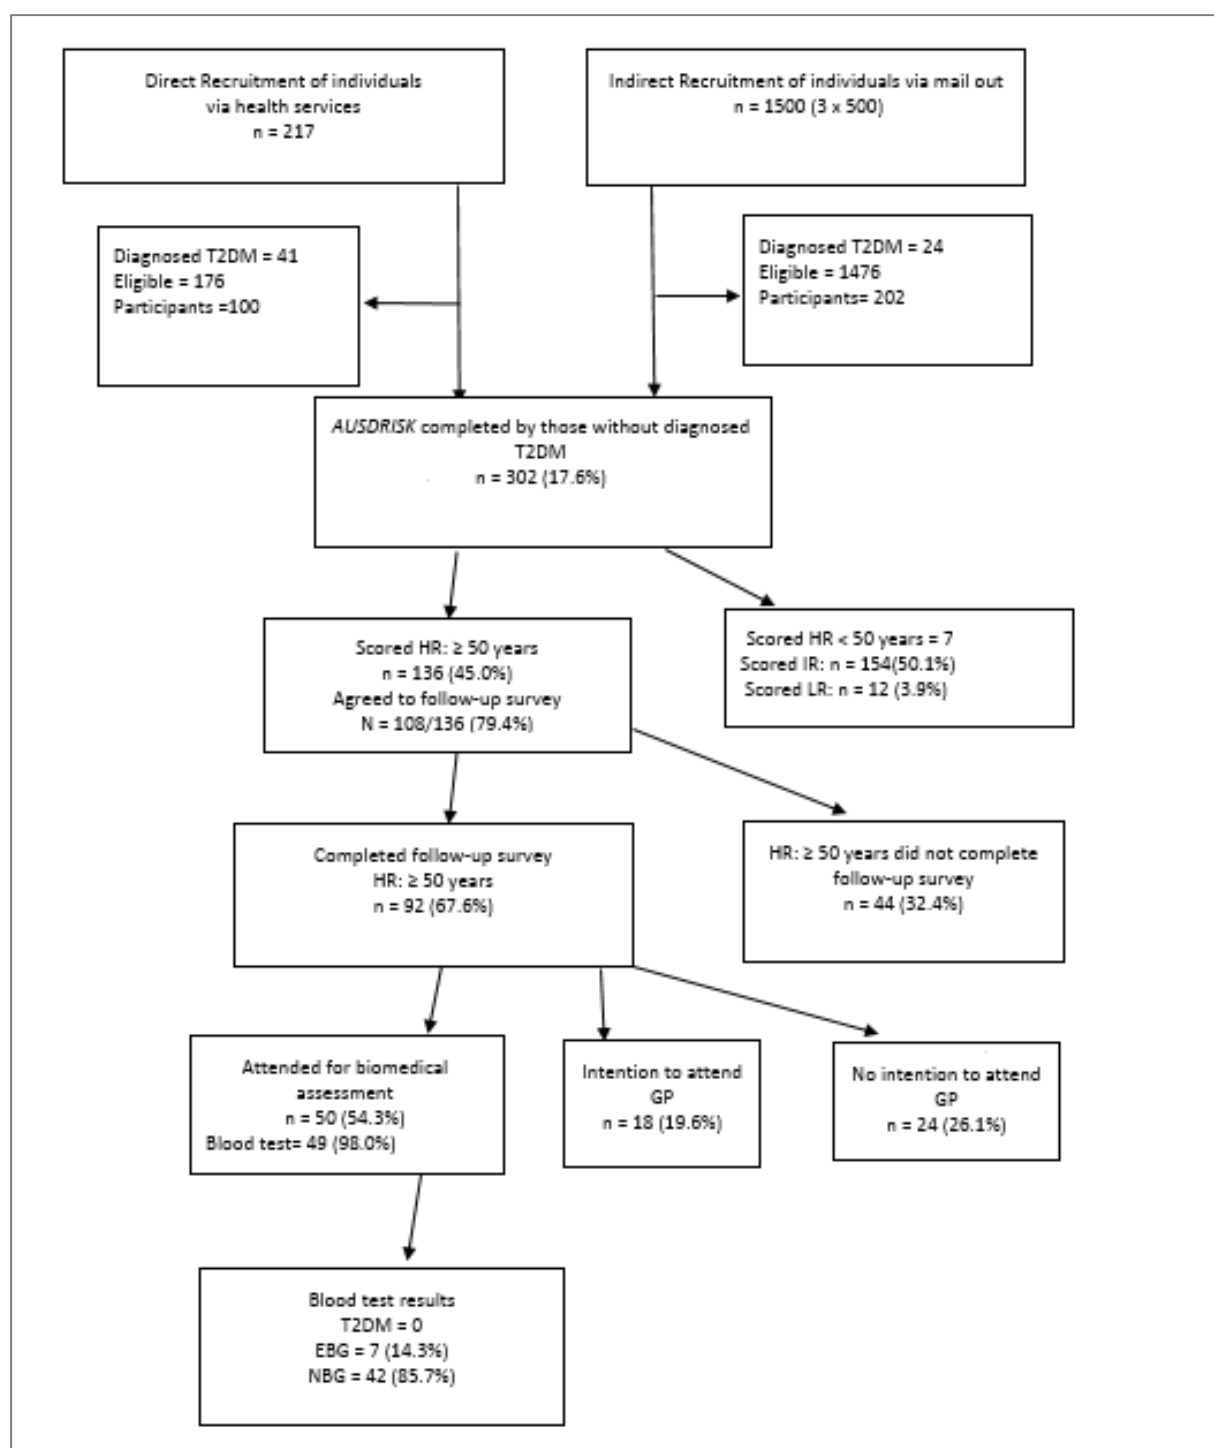 Direct Recruitment of individuals
via health services
n = 217
Indirect Recruitment of individuals via mail out
n = 1500 (3 x 500)
Diagnosed T2DM = 41
Eligible = 176
Participants =100
Diagnosed T2DM = 24
Eligible = 1476
Participants= 202
AUSDRISK completed by those without diagnosed
T2DM
n = 302 (17.6%)
Scored HR: ≥ 50 years
n = 136 (45.0%)
Agreed to follow-up survey
N = 108/136 (79.4%)
Scored HR < 50 years = 7
Scored IR: n = 154(50.1%)
Scored LR: n = 12 (3.9%)
Completed follow-up survey
HR: ≥ 50 years
n = 92 (67.6%)
HR: ≥ 50 years did not complete
follow-up survey
n = 44 (32.4%)
Attended for biomedical
assessment
n = 50 (54.3%)
Blood test= 49 (98.0%)
Intention to attend
GP
n = 18 (19.6%)
No intention to attend
GP
n = 24 (26.1%)
Blood test results
T2DM = 0
EBG = 7 (14.3%)
NBG = 42 (85.7%)